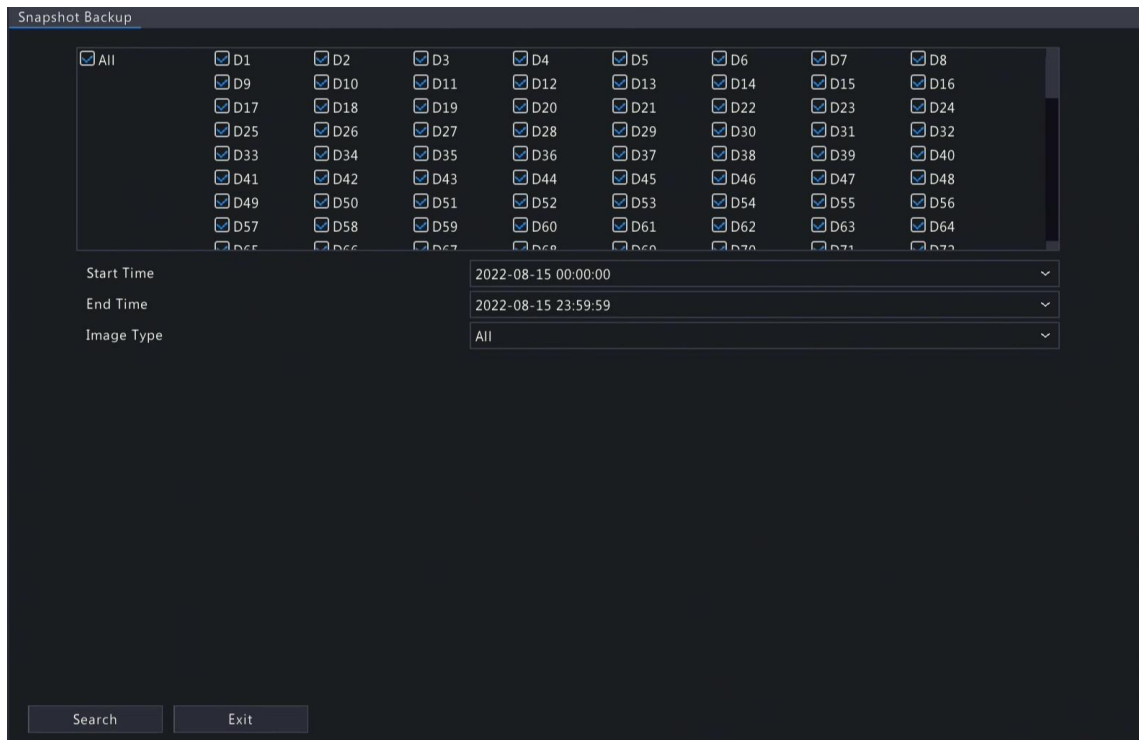 Snapshot Backup
All D1 D2 D3 D4 D5 D6 D7 D8
D9 D10 D11 D12 D13 D14 D15 D16
D17 D18 D19 D20 D21 D22 D23 D24
D25 D26 D27 D28 D29 D30 D31 D32
D33 D34 D35 D36 D37 D38 D39 D40
D41 D42 D43 D44 D45 D46 D47 D48
D49 D50 D51 D52 D53 D54 D55 D56
D57 D58 D59 D60 D61 D62 D63 D64
Start Time 2022-08-15 00:00:00
End Time 2022-08-15 23:59:59
Image Type All
Search Exit